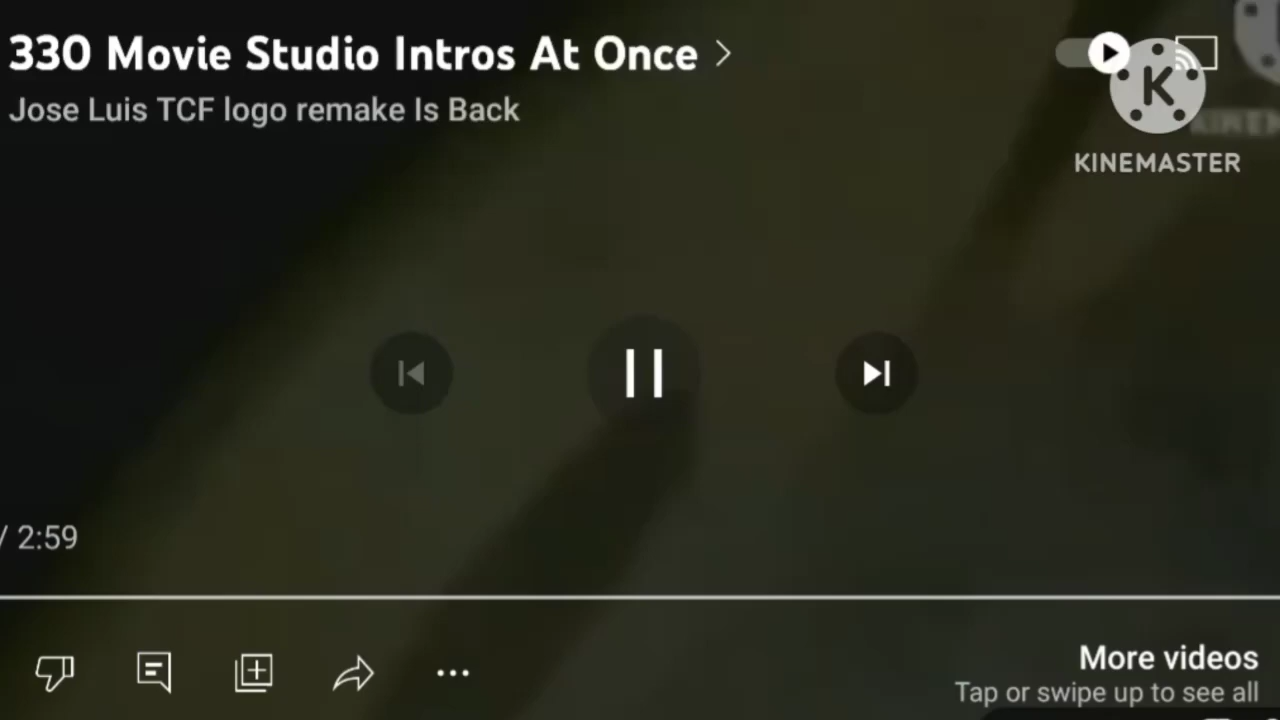 330 Movie Studio Intros At Once
Jose Luis TCF logo remake Is Back
K
KINEMASTER
KINEM
/ 2:59
More videos
Tap or swipe up to see all